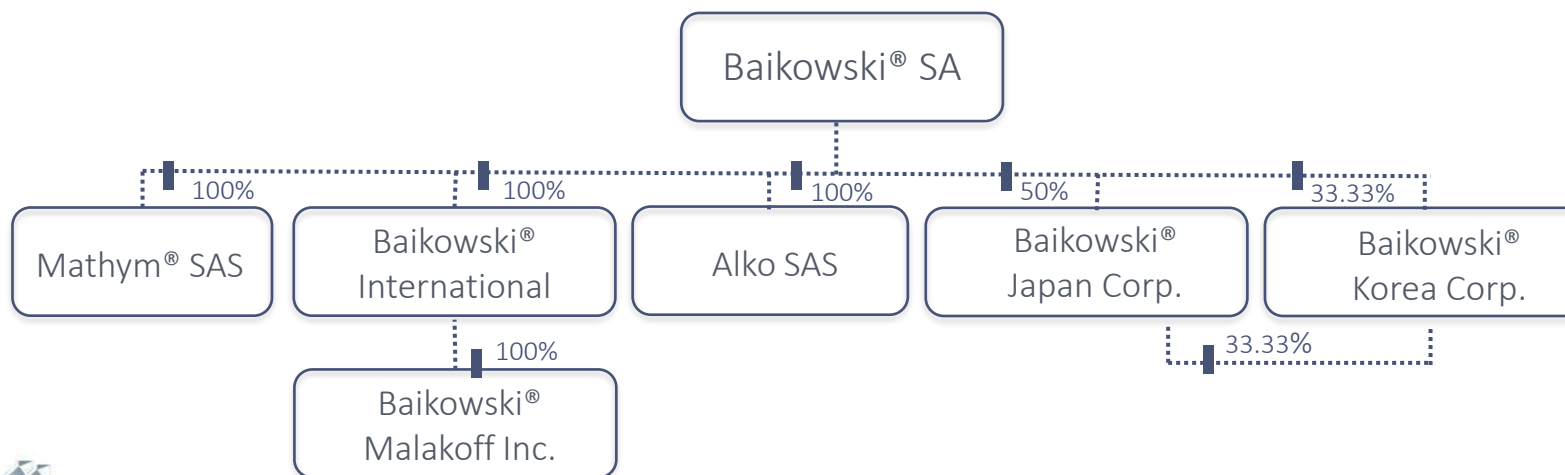 Baikowski® SA
100%
100%
100%
50%
33.33%
Mathym® SAS
Baikowski®
International
Alko SAS
Baikowski®
Japan Corp.
Baikowski®
Korea Corp.
100%
33.33%
Baikowski®
Malakoff Inc.